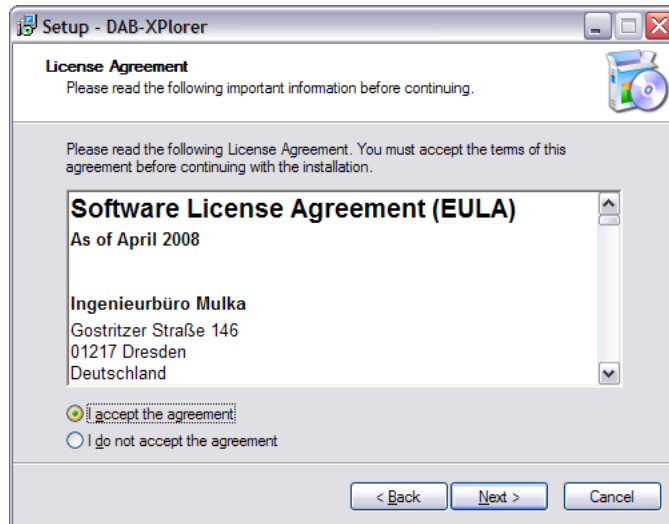 Setup - DAB-XPlorer
License Agreement
Please read the following important information before continuing.
Please read the following License Agreement. You must accept the terms of this
agreement before continuing with the installation.
Software License Agreement (EULA)
As of April 2008
Ingenieurbüro Mulka
Gostritzer Straße 146
01217 Dresden
Deutschland
I accept the agreement
I do not accept the agreement
< Back Next > Cancel